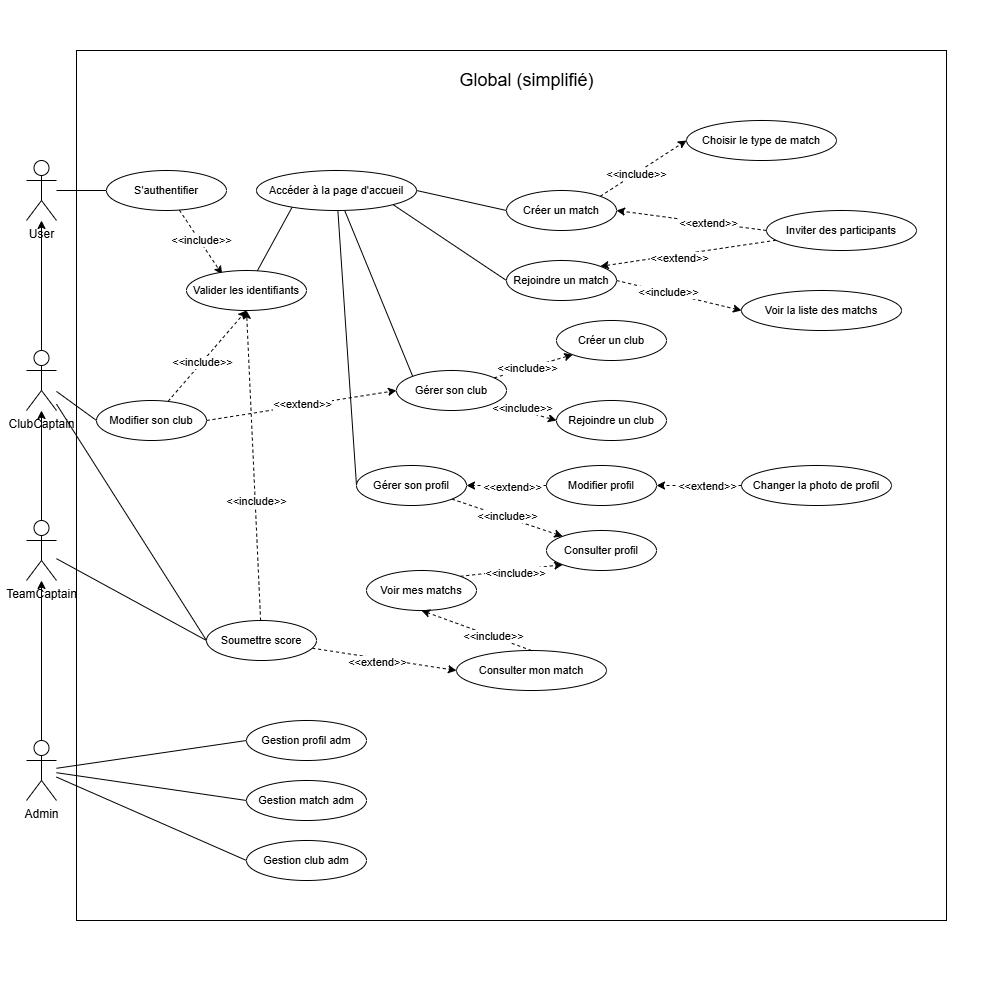 Global (simplifié)
Choisir le type de match
<<include>>
S'authentifier
Accéder à la page d'accueil
Créer un match
<<extend>>
Inviter des participants
User
<<include>>
<<extend>>
Valider les identifiants
Rejoindre un match
<<include>>
Voir la liste des matchs
Créer un club
<<include>>
<<include>>
Gérer son club
<<extend>>
<<include>>
ClubCaptain
Modifier son club
Rejoindre un club
Gérer son profil
<<extend>>
Modifier profil
<<extend>>
Changer la photo de profil
<<include>>
<<include>>
Consulter profil
<<include>>
TeamCaptain
Voir mes matchs
<<include>>
Soumettre score
<<extend>>
Consulter mon match
Gestion profil adm
Gestion match adm
Admin
Gestion club adm